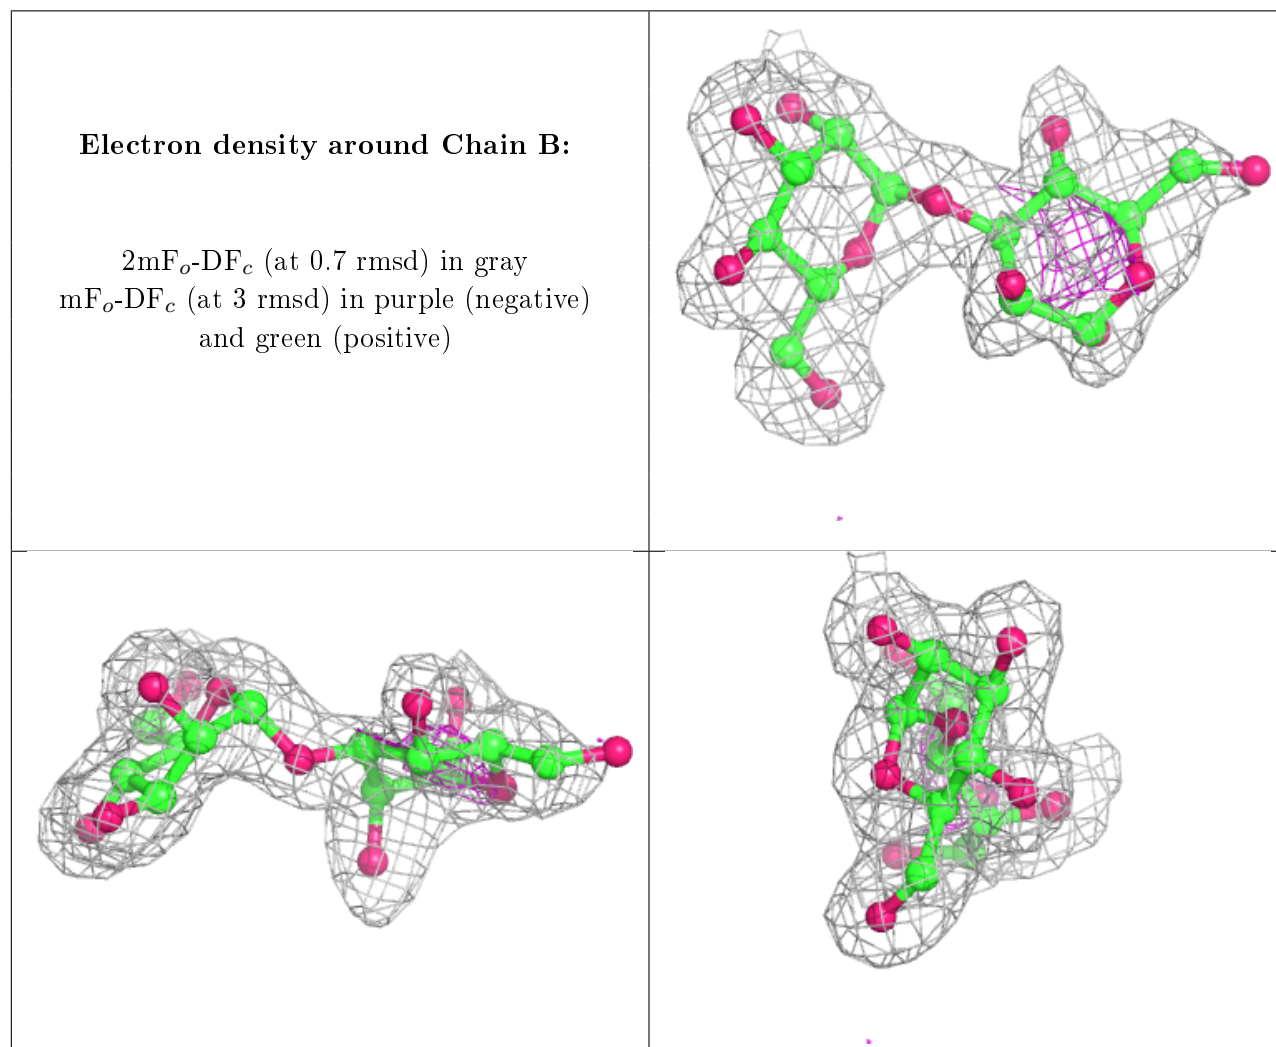 Electron density around Chain B:
2mFo-DFc (at 0.7 rmsd) in gray
mFo-DFc (at 3 rmsd) in purple (negative)
and green (positive)